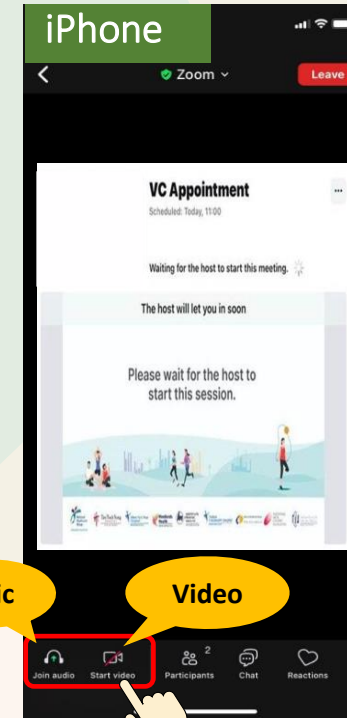 iPhone
Zoom
Leave
VC Appointment
Scheduled: Today, 11:00
Waiting for the host to start this meeting.
The host will let you in soon
Please wait for the host to
start this session.
ic
Video
2
Join audio
Start video
Participants
Chat
Reactions